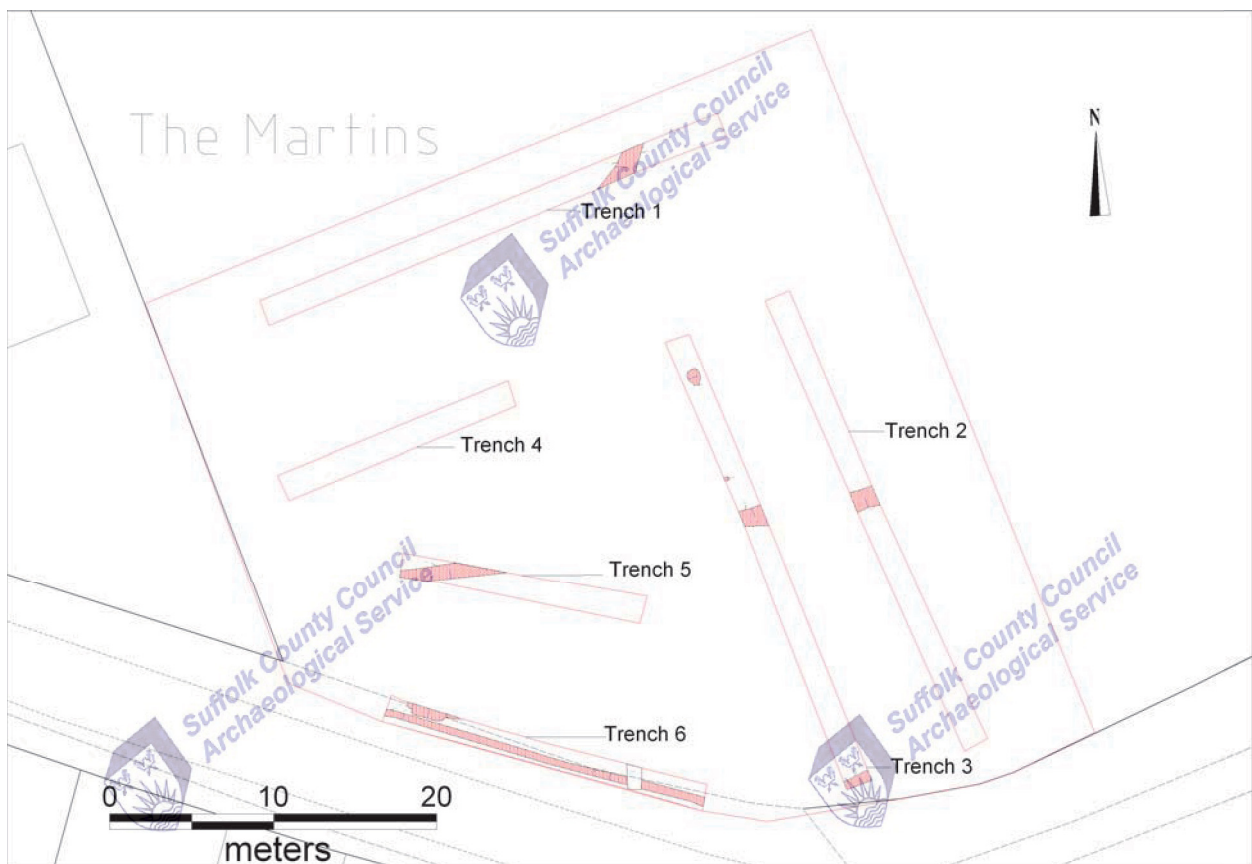 The Martins
N
Suffolk County Council
Archaeological Service
Trench 1
Trench 2
Trench 4
Trench 5
Suffolk County Council
Archaeological Service
Suffolk County Council
Archaeological Service
Trench 6
Trench 3
0 10 20
meters